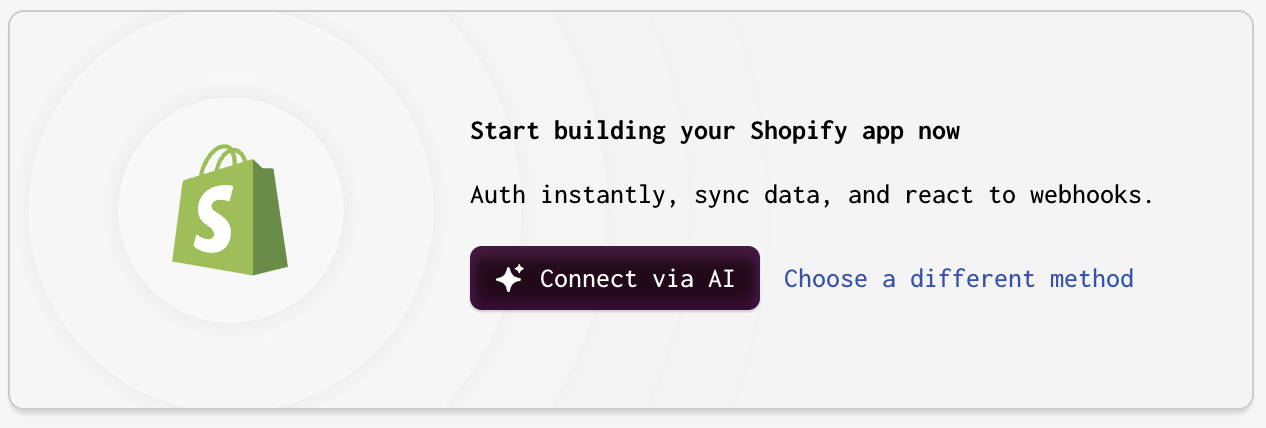 Start building your Shopify app now
Auth instantly, sync data, and react to webhooks.
Connect via AI
Choose a different method